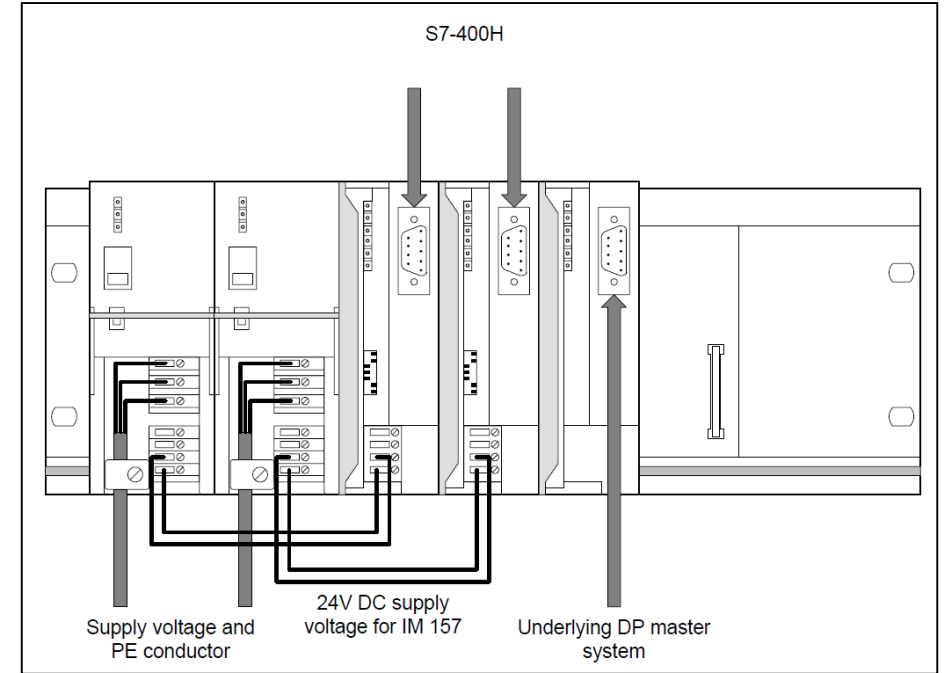 S7-400H
24V DC supply
voltage for IM 157
Supply voltage and
PE conductor
Underlying DP master
system